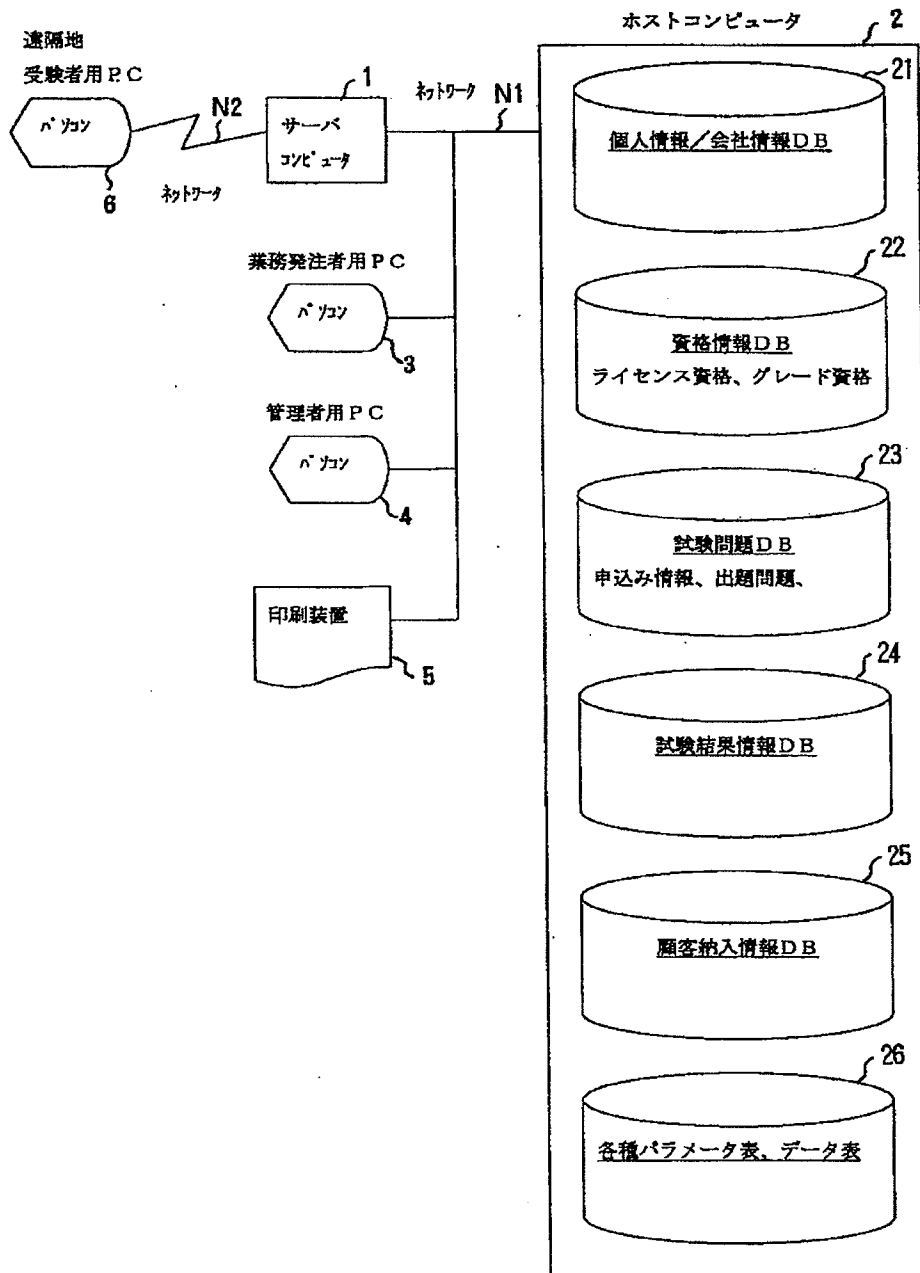 ホストコンピュータ
2
遠隔地
受験者用PC
パソコン
6
N2
ネットワータ
1
サーバ
コンピュータ
ネットワータ
N1
業務発注者用PC
パソコン
3
管理者用PC
パソコン
4
印刷装置
5
21
個人情報/会社情報DB
22
資格情報DB
ライセンス資格、グレード資格
23
試験問題DB
申込み情報、出題問題、
24
試験結果情報DB
25
顧客納入情報DB
26
各種パラメータ表、データ表